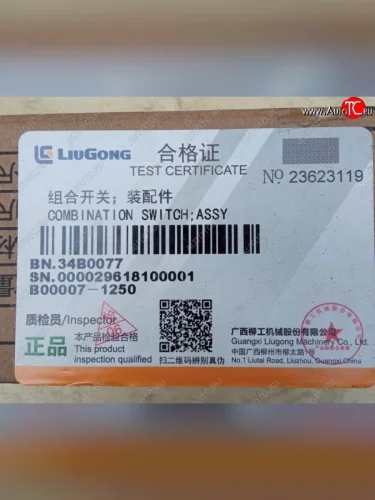 AutoTC.ru
LIUGONG
合格证
TEST CERTIFICATE
№ 23623119
组合开关；装配件
COMBINATION SWITCH;ASSY
BN.34B0077
SN.000029618100001
B00007-1250
质检员/Inspector
正品
本产品检验合格
This product
inspection qualified
扫二维码辨别真伪
广西柳工机械股份有限公司
Guangxi Liugong Machinery Co., Ltd.
中国广西柳州市柳太路1号
No.1 Liutai Road, Liuzhou, Guangxi, China